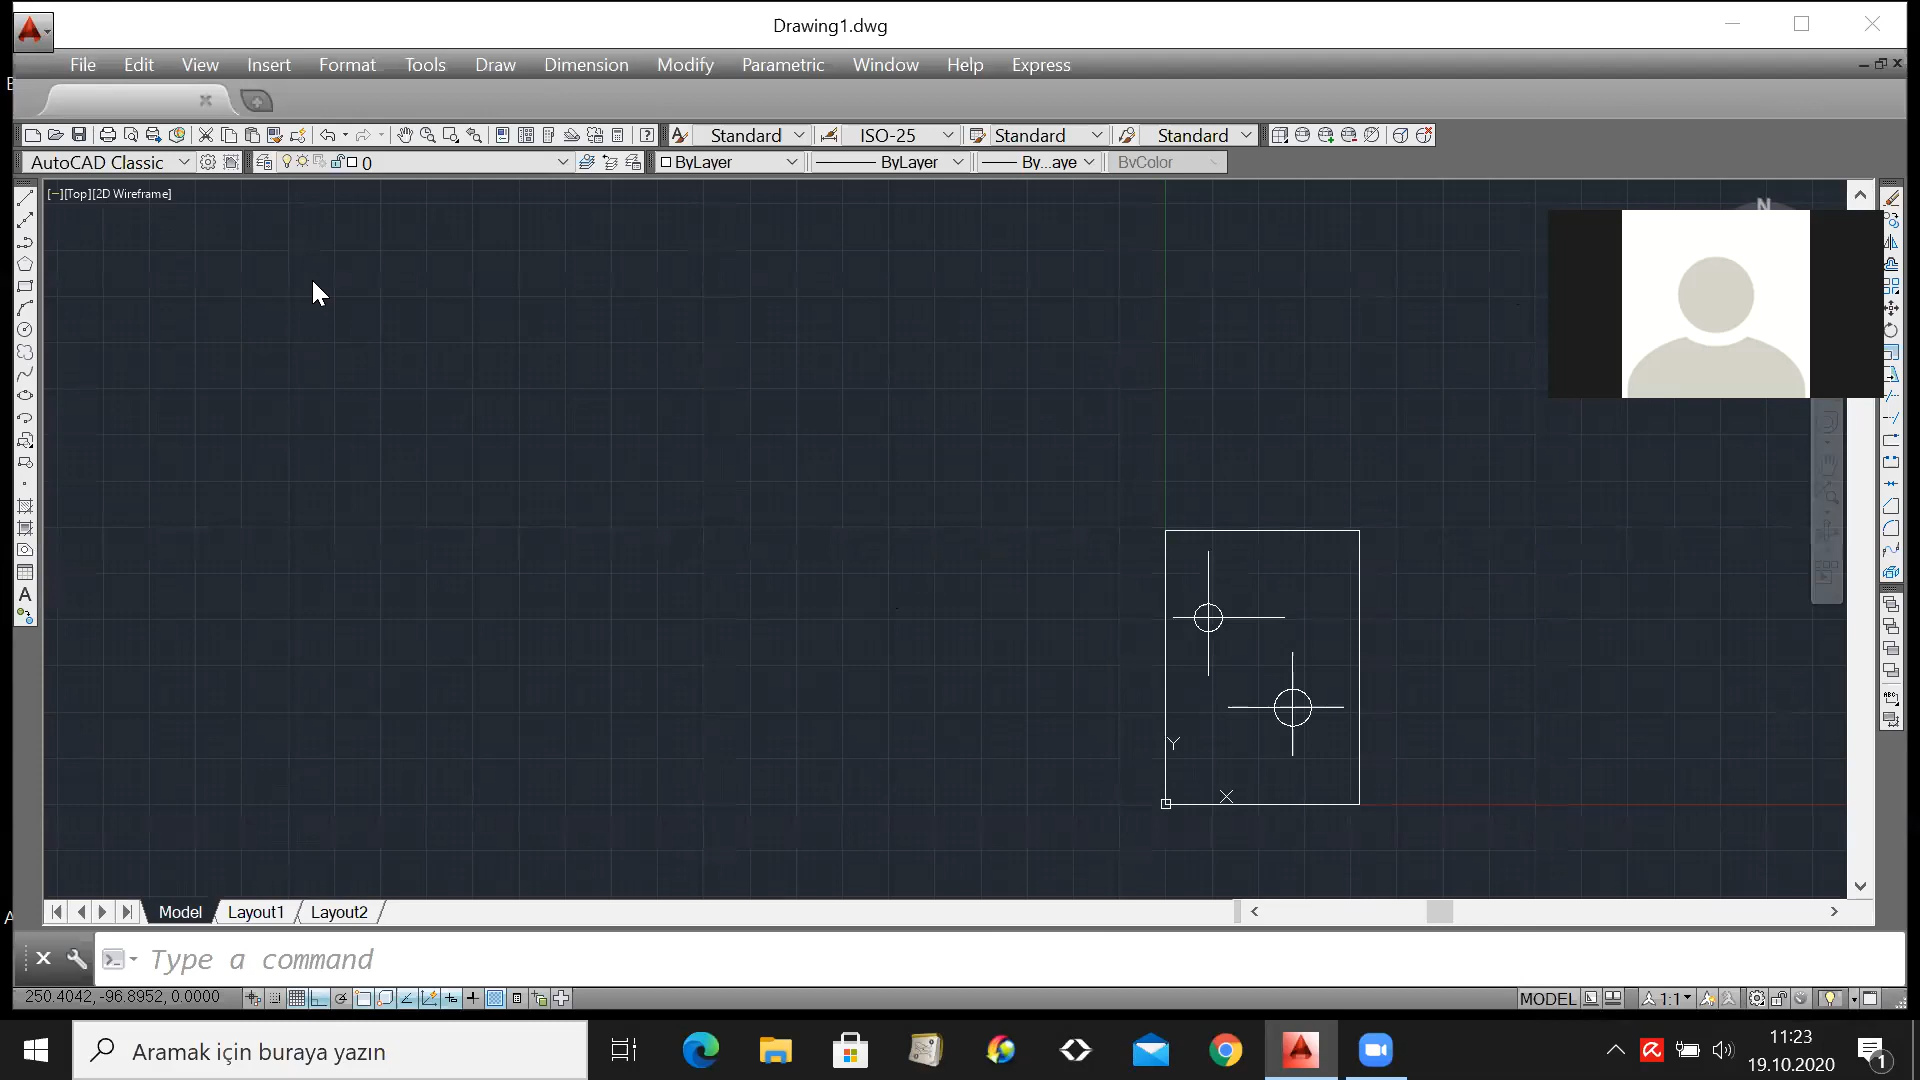 Drawing1.dwg
File Edit View Insert Format Tools Draw Dimension Modify Parametric Window Help Express
Standard ISO-25 Standard Standard
AutoCAD Classic 0 ByLayer ByLayer By...aye ByColor
[−][Top][2D Wireframe]
N
Y
X
A
ABC
Model Layout1 Layout2
Type a command
250.4042, -96.8952, 0.0000 MODEL 1:1
Aramak için buraya yazın
11:23
19.10.2020
1